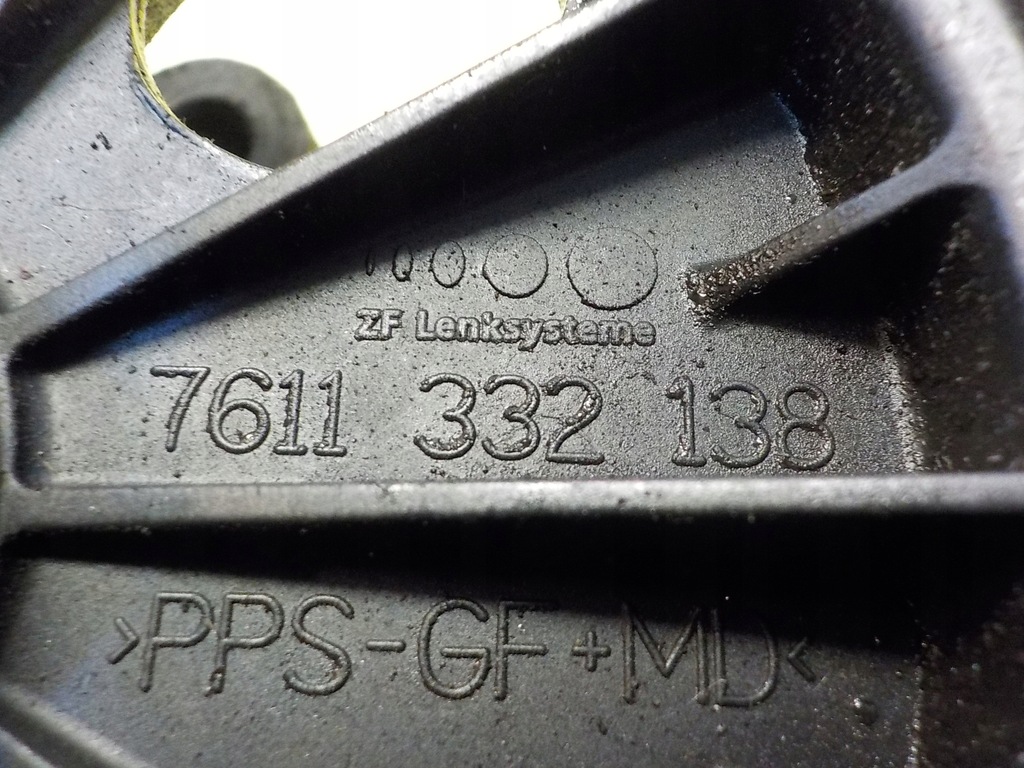 ZF Lenksysteme
7611 332 138
>PPS-GF+MD<